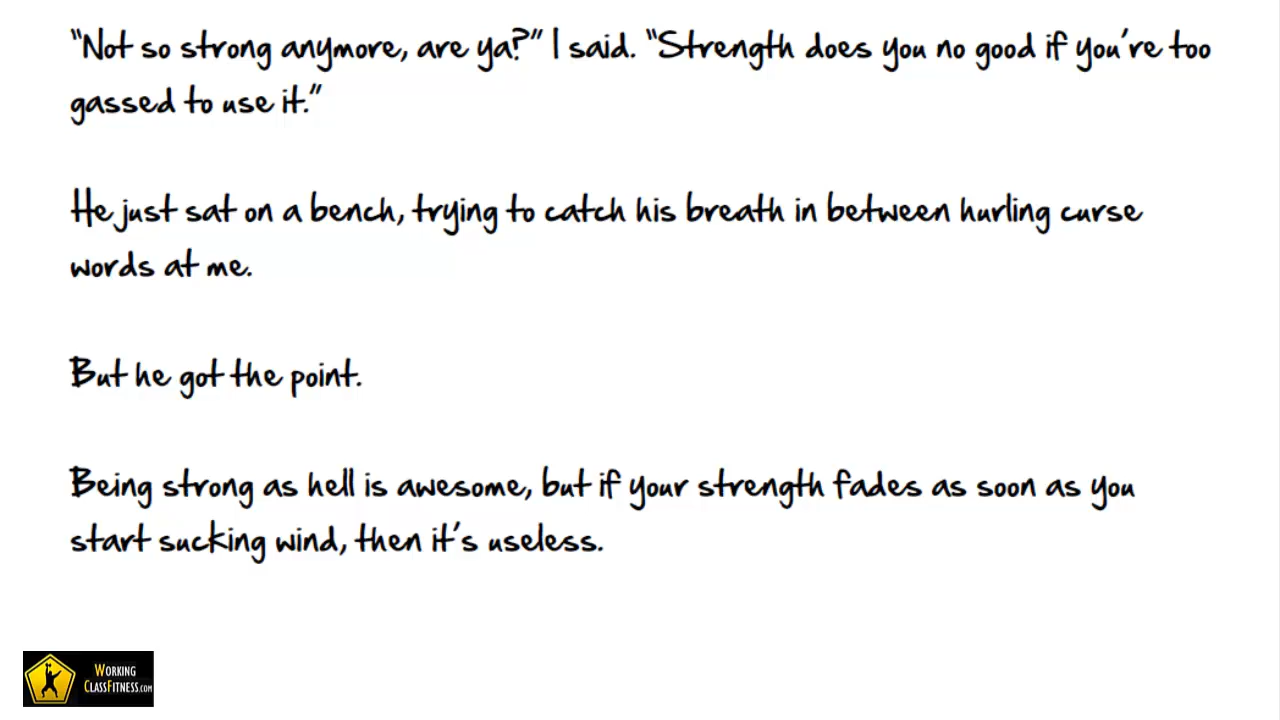 “Not so strong anymore, are ya?” I said. “Strength does you no good if you’re too
gassed to use it.”
He just sat on a bench, trying to catch his breath in between hurling curse
words at me.
But he got the point.
Being strong as hell is awesome, but if your strength fades as soon as you
start sucking wind, then it’s useless.
WORKING
CLASSFITNESS.COM